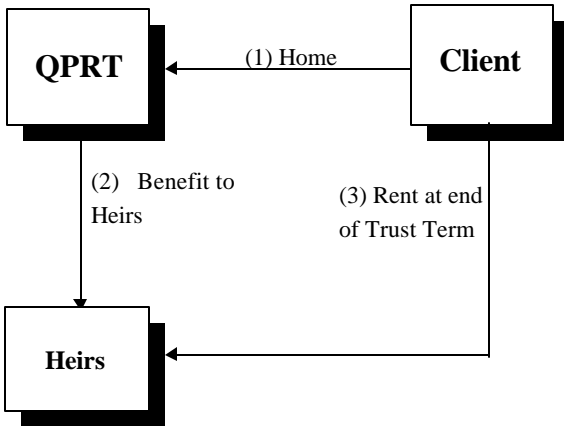 QPRT
(1) Home
Client
(2) Benefit to
Heirs
(3) Rent at end
of Trust Term
Heirs